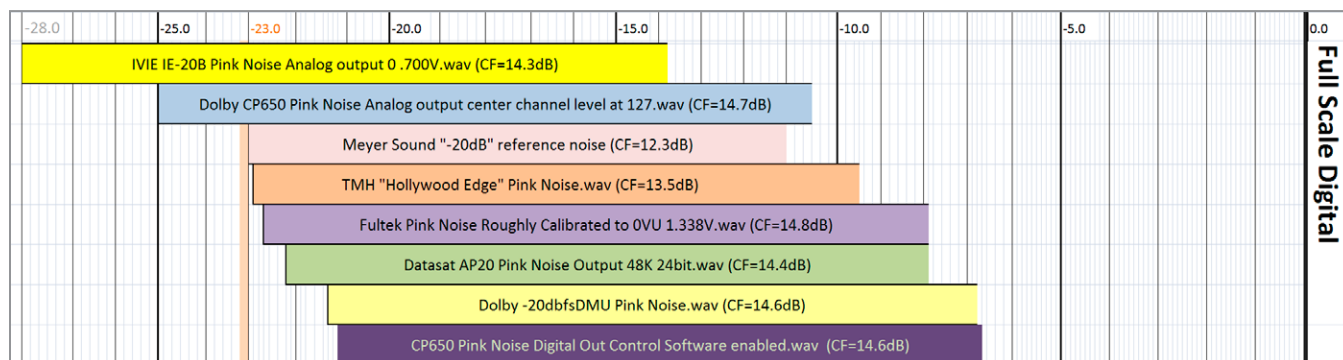 -28.0 -25.0 -23.0 -20.0 -15.0 -10.0 -5.0 0.0
IVIE IE-20B Pink Noise Analog output 0 .700V.wav (CF=14.3dB)
Dolby CP650 Pink Noise Analog output center channel level at 127.wav (CF=14.7dB)
Meyer Sound "-20dB" reference noise (CF=12.3dB)
TMH "Hollywood Edge" Pink Noise.wav (CF=13.5dB)
Fultek Pink Noise Roughly Calibrated to 0VU 1.338V.wav (CF=14.8dB)
Datasat AP20 Pink Noise Output 48K 24bit.wav (CF=14.4dB)
Dolby -20dbfsDMU Pink Noise.wav (CF=14.6dB)
CP650 Pink Noise Digital Out Control Software enabled.wav (CF=14.6dB)
Full Scale Digital